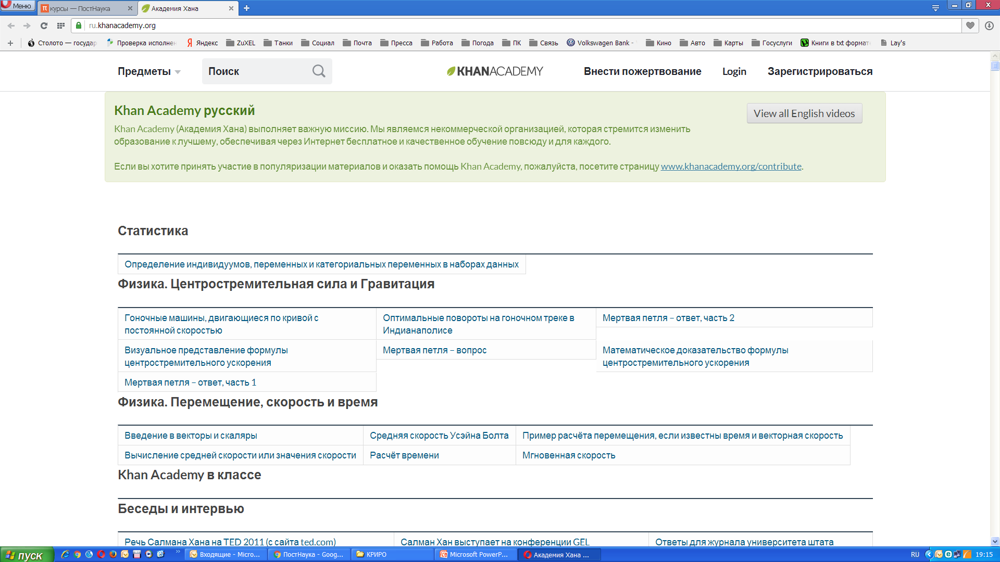 Меню
курсы — ПостНаука
Академия Хана
ru.khanacademy.org
Столото — государ
Проверка исполнен
Яндекс
ZuXEL
Танки
Социал
Почта
Пресса
Работа
Погода
ПК
Связь
Volkswagen Bank -
Кино
Авто
Карты
Госуслуги
Книги в txt формат
Lay's
Предметы
Поиск
KHANACADEMY
Внести пожертвование
Login
Зарегистрироваться
Khan Academy русский
View all English videos
Khan Academy (Академия Хана) выполняет важную миссию. Мы являемся некоммерческой организацией, которая стремится изменить
образование к лучшему, обеспечивая через Интернет бесплатное и качественное обучение повсюду и для каждого.
Если вы хотите принять участие в популяризации материалов и оказать помощь Khan Academy, пожалуйста, посетите страницу www.khanacademy.org/contribute.
Статистика
Определение индивидуумов, переменных и категориальных переменных в наборах данных
Физика. Центростремительная сила и Гравитация
Гоночные машины, двигающиеся по кривой с
постоянной скоростью
Оптимальные повороты на гоночном треке в
Индианаполисе
Мертвая петля – ответ, часть 2
Визуальное представление формулы
центростремительного ускорения
Мертвая петля – вопрос
Математическое доказательство формулы
центростремительного ускорения
Мертвая петля – ответ, часть 1
Физика. Перемещение, скорость и время
Введение в векторы и скаляры
Средняя скорость Усэйна Болта
Пример расчёта перемещения, если известны время и векторная скорость
Вычисление средней скорости или значения скорости
Расчёт времени
Мгновенная скорость
Khan Academy в классе
Беседы и интервью
Речь Салмана Хана на TED 2011 (с сайта ted.com)
Салман Хан выступает на конференции GEL
Ответы для журнала университета штата
пуск
Входящие - Micro...
ПостНаука - Goog...
КРИРО
Microsoft PowerP...
Академия Хана ...
RU
19:15